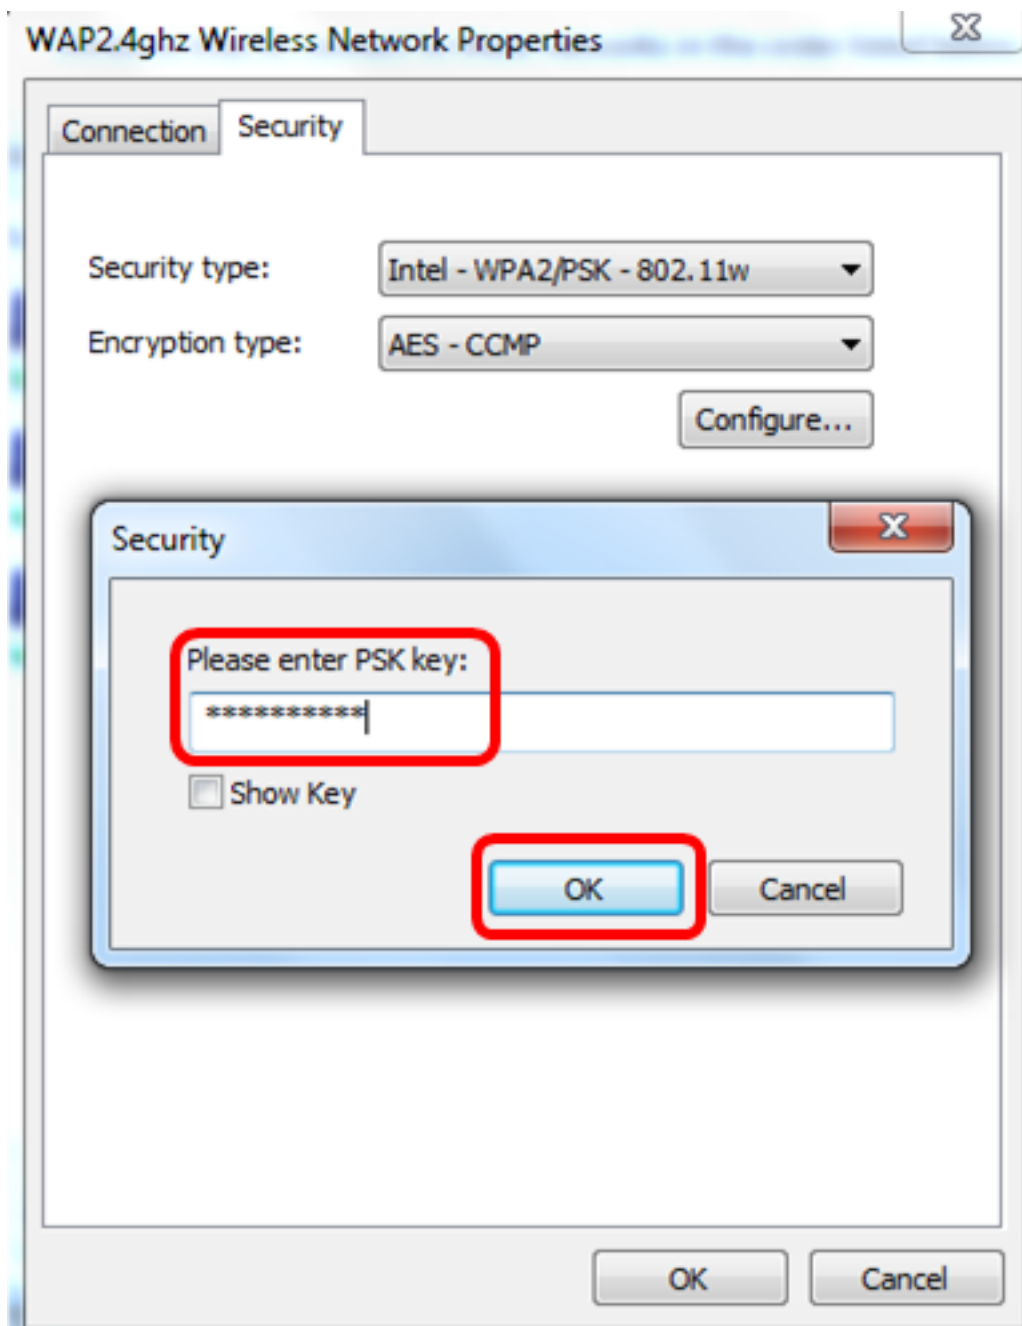 WAP2.4ghz Wireless Network Properties
Connection
Security
Security type:
Intel - WPA2/PSK - 802.11w
Encryption type:
AES - CCMP
Configure...
Security
Please enter PSK key:
**********
Show Key
OK
Cancel
OK
Cancel